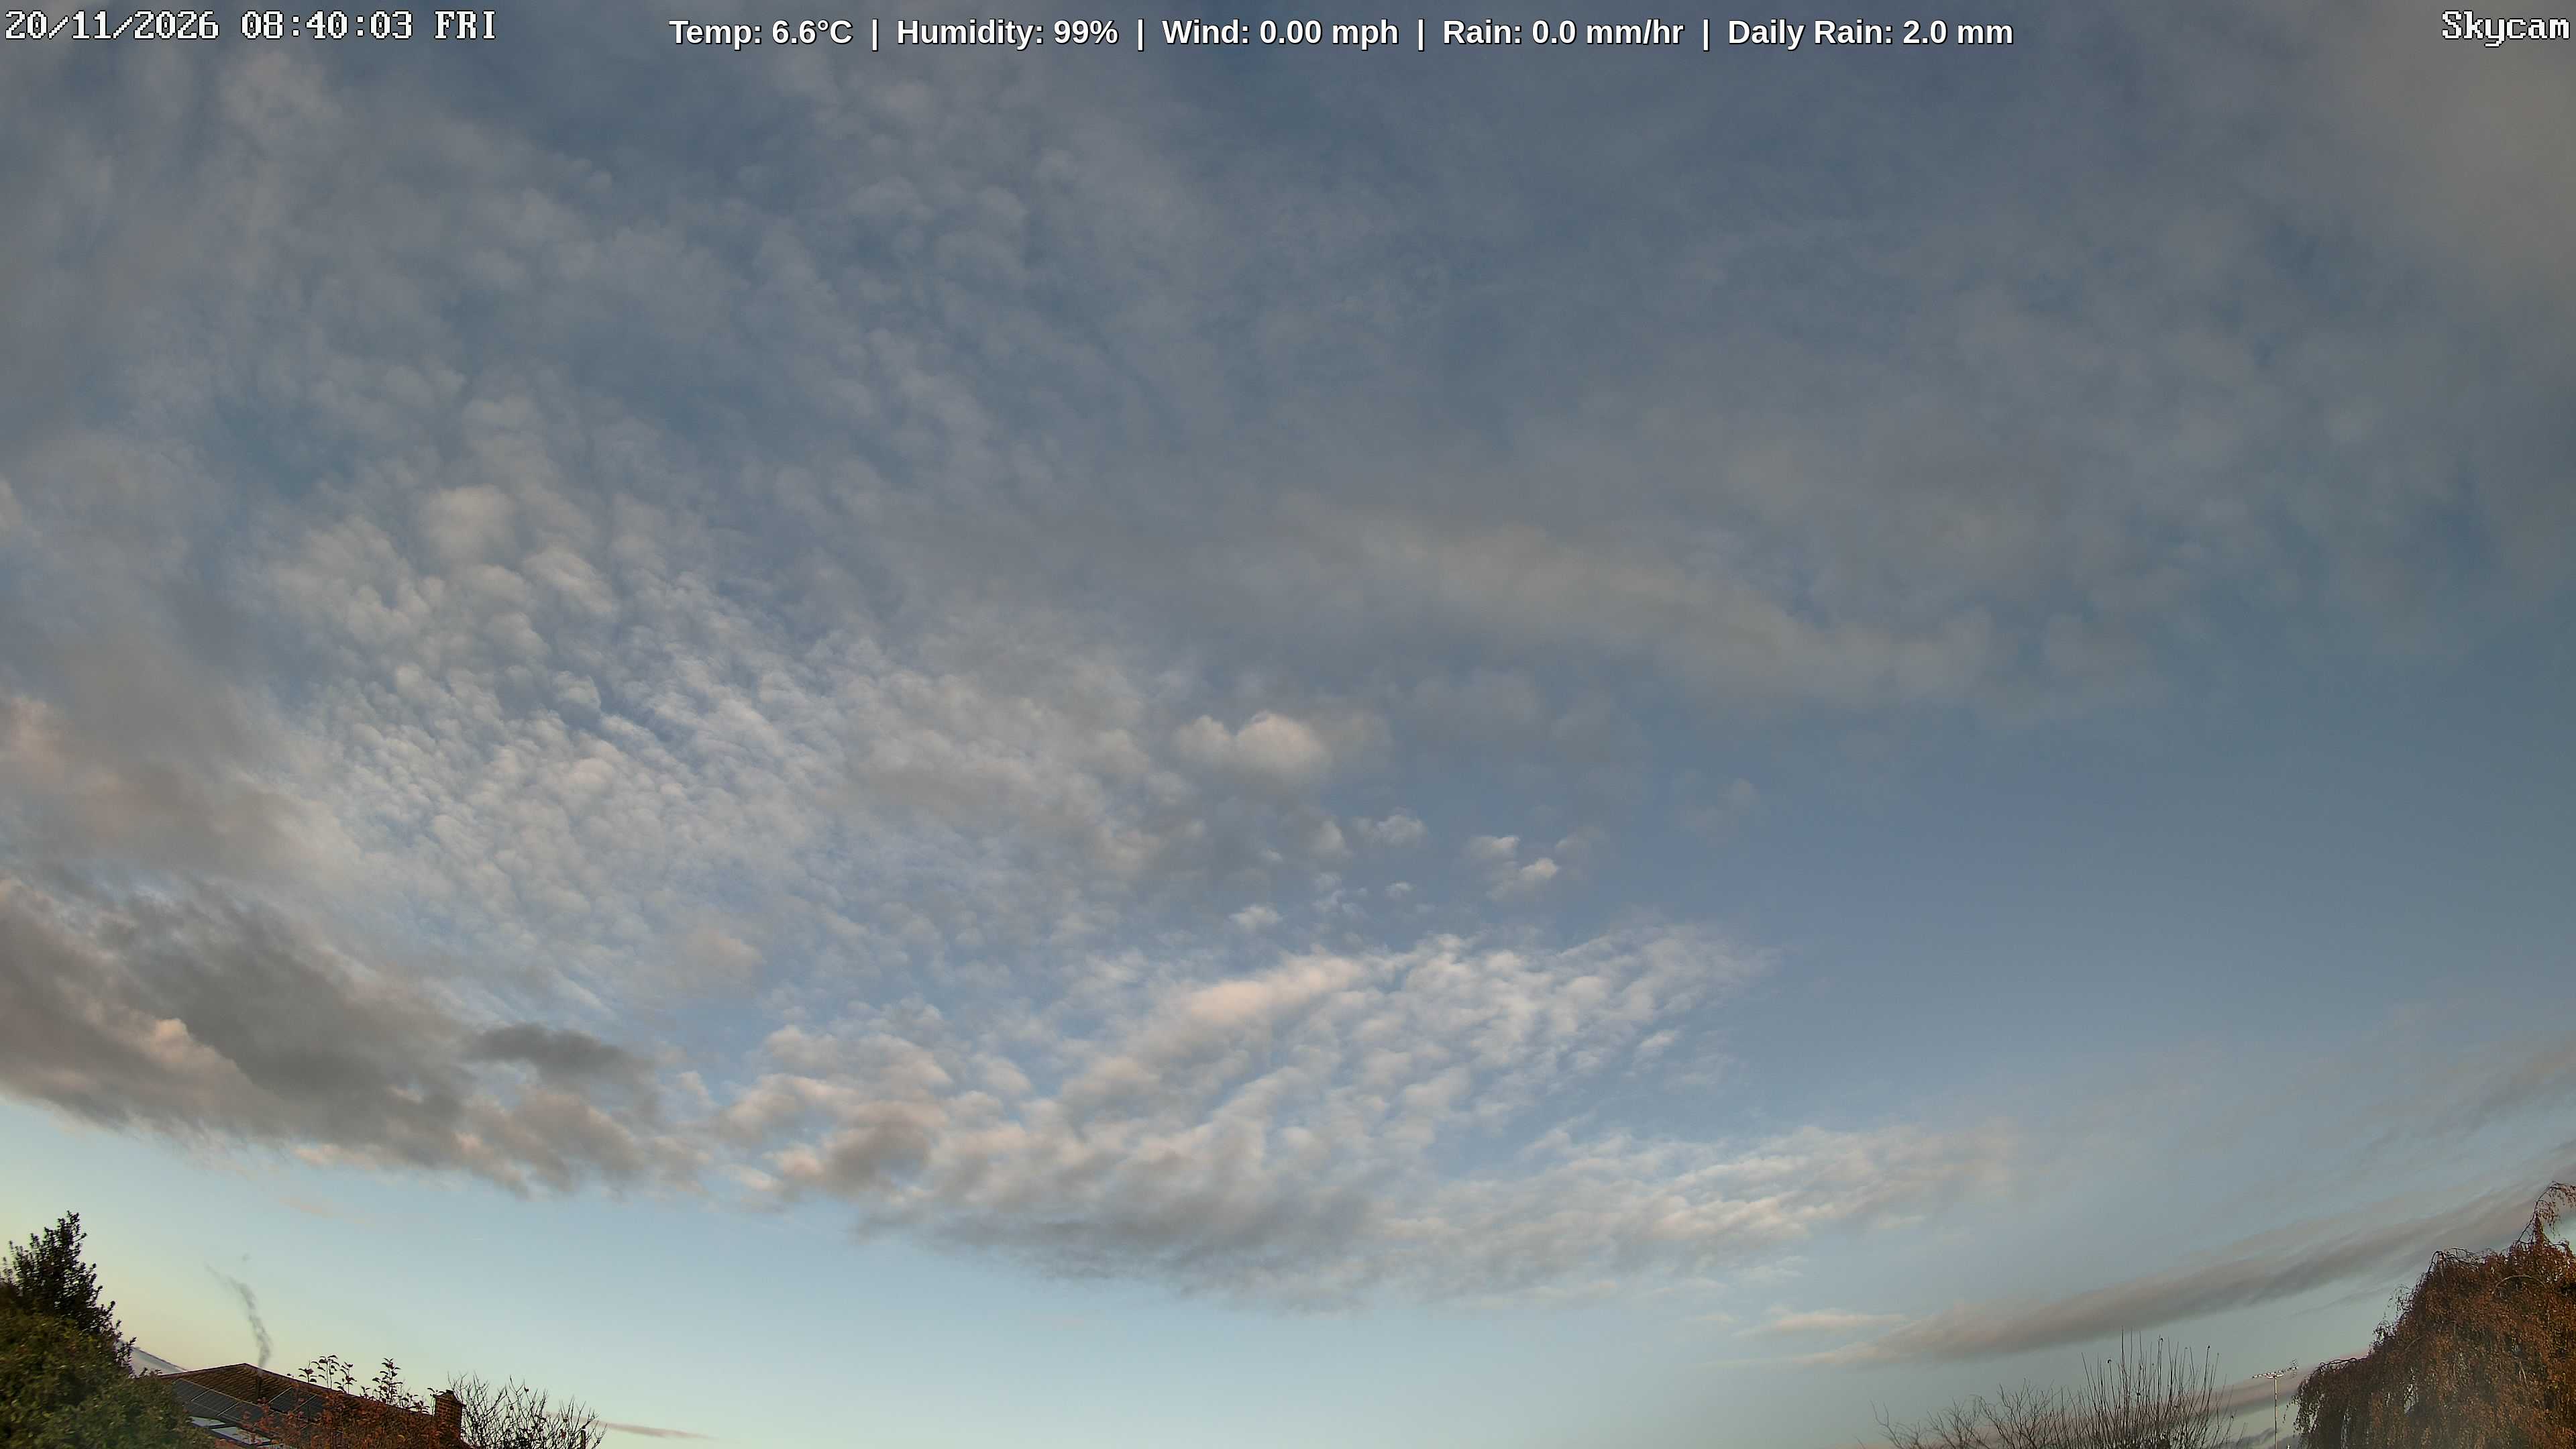 20/11/2026 08:40:03 FRI
Temp: 6.6°C | Humidity: 99% | Wind: 0.00 mph | Rain: 0.0 mm/hr | Daily Rain: 2.0 mm
Skycam